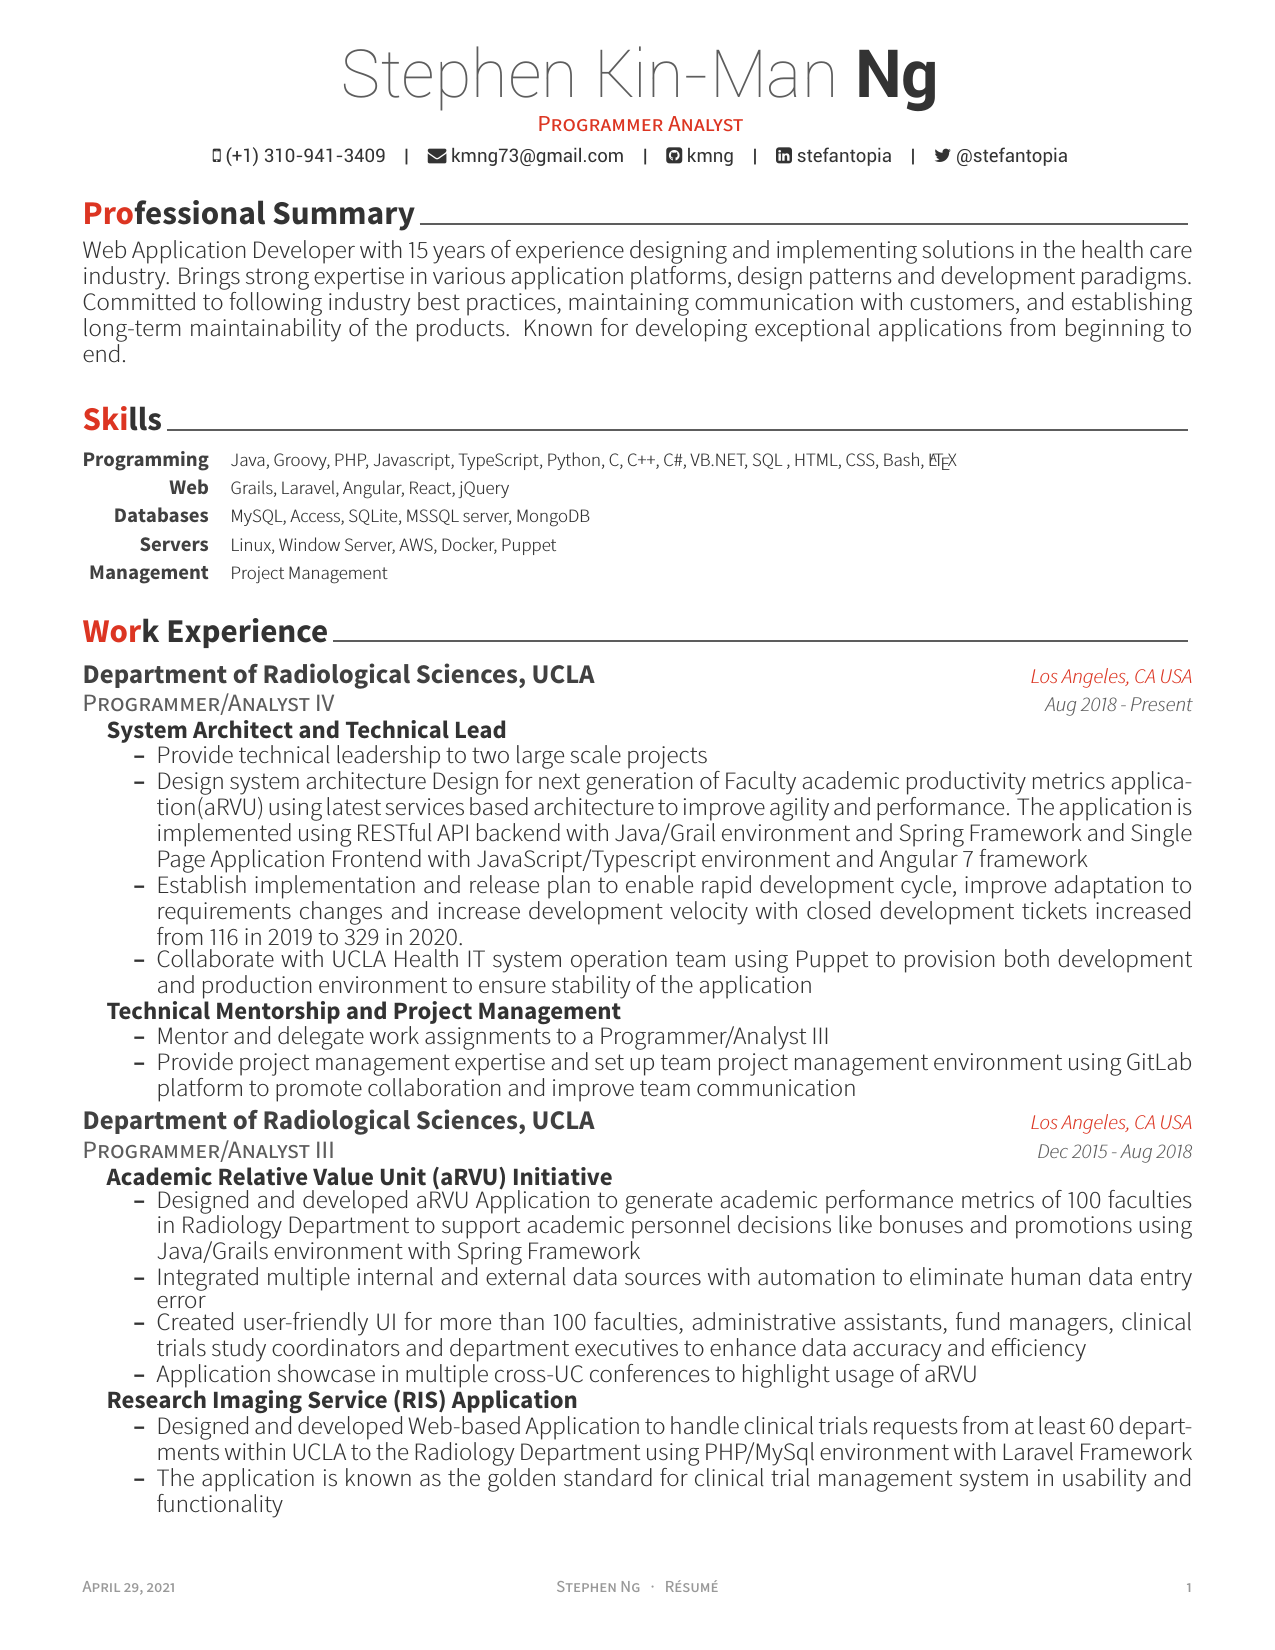 Stephen Kin-Man Ng
Programmer Analyst
(+1) 310-941-3409 | kmng73@gmail.com | kmng | stefantopia | @stefantopia
Professional Summary
Web Application Developer with 15 years of experience designing and implementing solutions in the health care
industry. Brings strong expertise in various application platforms, design patterns and development paradigms.
Committed to following industry best practices, maintaining communication with customers, and establishing
long-term maintainability of the products. Known for developing exceptional applications from beginning to
end.
Skills
Programming Java, Groovy, PHP, Javascript, TypeScript, Python, C, C++, C#, VB.NET, SQL , HTML, CSS, Bash, LATEX
Web Grails, Laravel, Angular, React, jQuery
Databases MySQL, Access, SQLite, MSSQL server, MongoDB
Servers Linux, Window Server, AWS, Docker, Puppet
Management Project Management
Work Experience
Department of Radiological Sciences, UCLA Los Angeles, CA USA
Programmer/Analyst IV Aug 2018 - Present
System Architect and Technical Lead
– Provide technical leadership to two large scale projects
– Design system architecture Design for next generation of Faculty academic productivity metrics applica-
tion(aRVU) using latest services based architecture to improve agility and performance. The application is
implemented using RESTful API backend with Java/Grail environment and Spring Framework and Single
Page Application Frontend with JavaScript/Typescript environment and Angular 7 framework
– Establish implementation and release plan to enable rapid development cycle, improve adaptation to
requirements changes and increase development velocity with closed development tickets increased
from 116 in 2019 to 329 in 2020.
– Collaborate with UCLA Health IT system operation team using Puppet to provision both development
and production environment to ensure stability of the application
Technical Mentorship and Project Management
– Mentor and delegate work assignments to a Programmer/Analyst III
– Provide project management expertise and set up team project management environment using GitLab
platform to promote collaboration and improve team communication
Department of Radiological Sciences, UCLA Los Angeles, CA USA
Programmer/Analyst III Dec 2015 - Aug 2018
Academic Relative Value Unit (aRVU) Initiative
– Designed and developed aRVU Application to generate academic performance metrics of 100 faculties
in Radiology Department to support academic personnel decisions like bonuses and promotions using
Java/Grails environment with Spring Framework
– Integrated multiple internal and external data sources with automation to eliminate human data entry
error
– Created user-friendly UI for more than 100 faculties, administrative assistants, fund managers, clinical
trials study coordinators and department executives to enhance data accuracy and efficiency
– Application showcase in multiple cross-UC conferences to highlight usage of aRVU
Research Imaging Service (RIS) Application
– Designed and developed Web-based Application to handle clinical trials requests from at least 60 depart-
ments within UCLA to the Radiology Department using PHP/MySql environment with Laravel Framework
– The application is known as the golden standard for clinical trial management system in usability and
functionality
April 29, 2021 Stephen Ng · Résumé 1